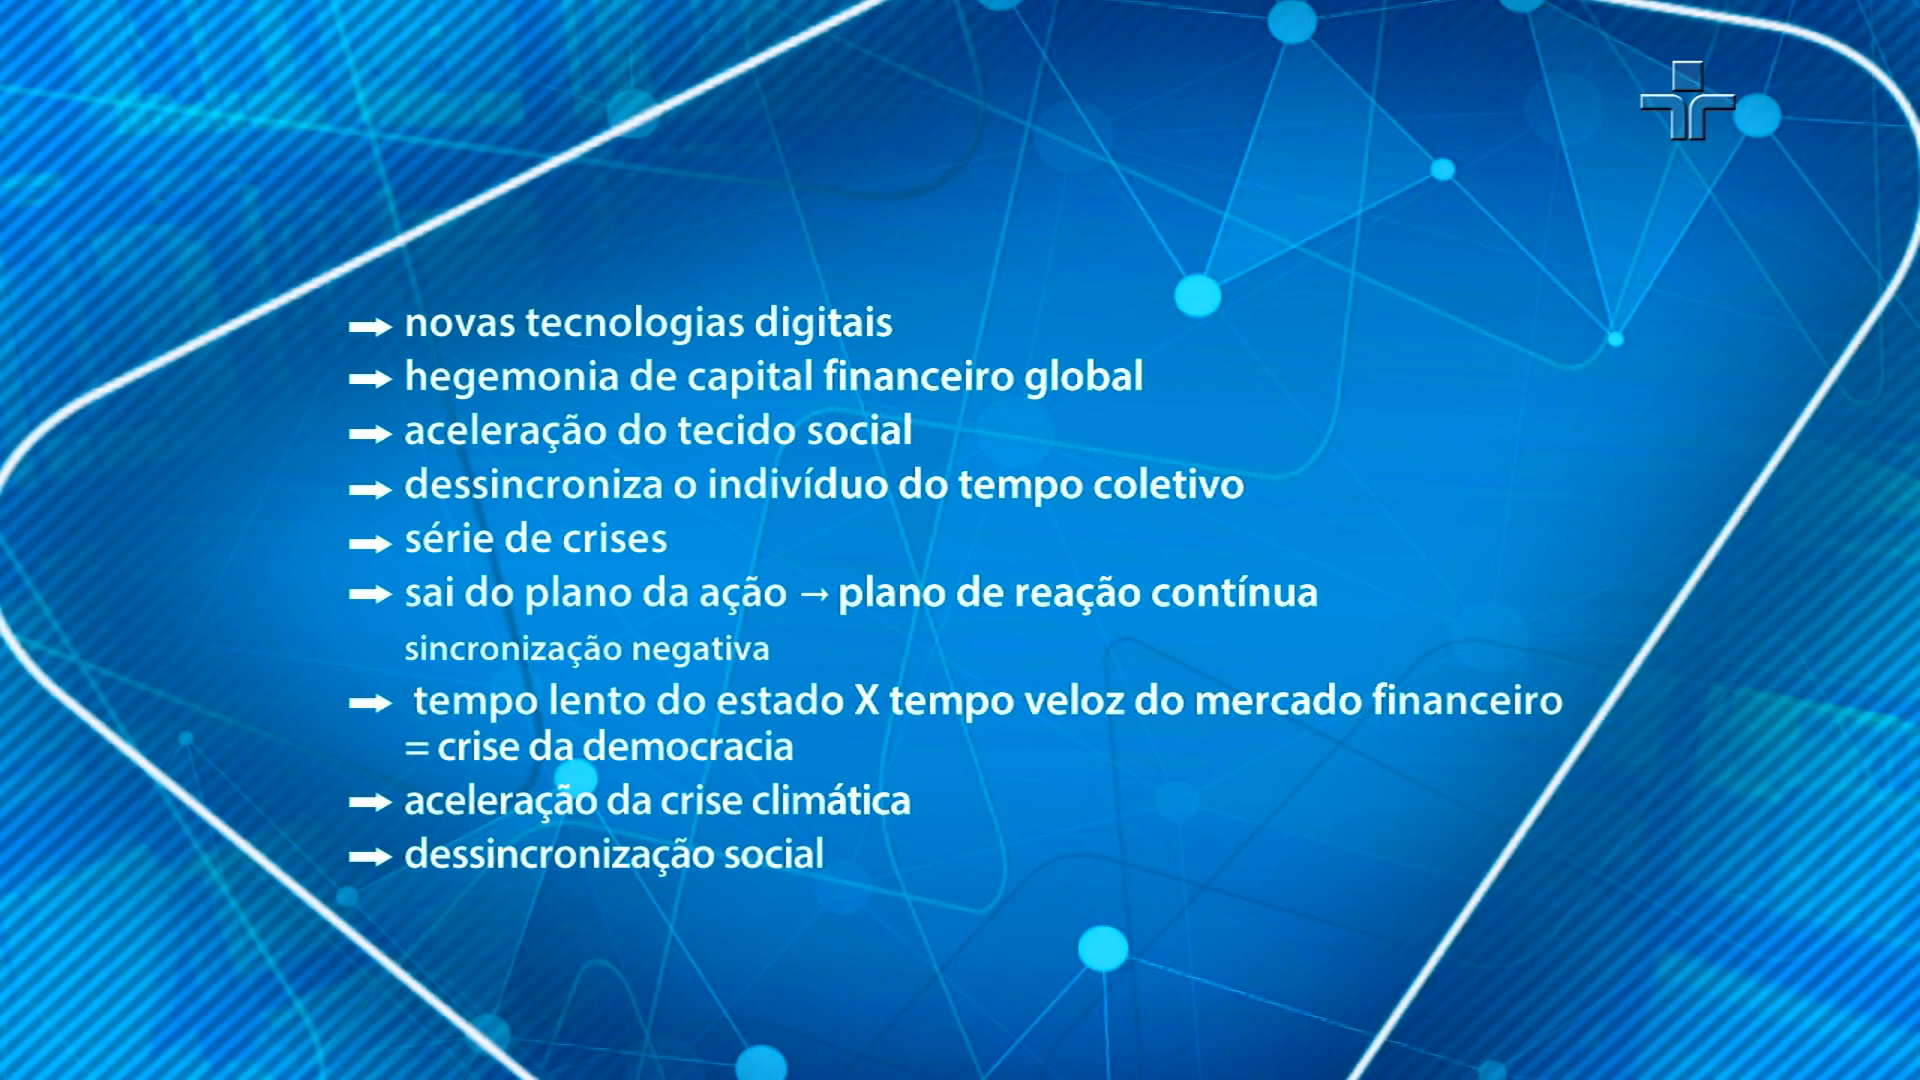 novas tecnologias digitais
hegemonia de capital financeiro global
aceleração do tecido social
dessincroniza o indivíduo do tempo coletivo
série de crises
sai do plano da ação → plano de reação contínua
sincronização negativa
tempo lento do estado X tempo veloz do mercado financeiro
= crise da democracia
aceleração da crise climática
dessincronização social